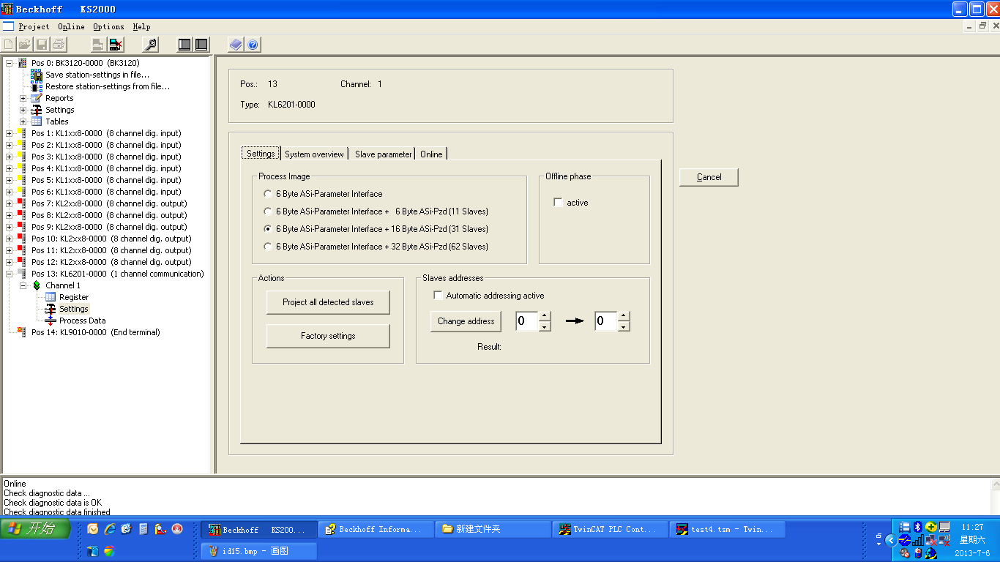 Beckhoff KS2000
Project Online Options Help
Pos 0: BK3120-0000 (BK3120)
Save station-settings in file...
Restore station-settings from file...
Reports
Settings
Tables
Pos 1: KL1xx8-0000 (8 channel dig. input)
Pos 2: KL1xx8-0000 (8 channel dig. input)
Pos 3: KL1xx8-0000 (8 channel dig. input)
Pos 4: KL1xx8-0000 (8 channel dig. input)
Pos 5: KL1xx8-0000 (8 channel dig. input)
Pos 6: KL1xx8-0000 (8 channel dig. input)
Pos 7: KL2xx8-0000 (8 channel dig. output)
Pos 8: KL2xx8-0000 (8 channel dig. output)
Pos 9: KL2xx8-0000 (8 channel dig. output)
Pos 10: KL2xx8-0000 (8 channel dig. output)
Pos 11: KL2xx8-0000 (8 channel dig. output)
Pos 12: KL2xx8-0000 (8 channel dig. output)
Pos 13: KL6201-0000 (1 channel communication)
Channel 1
Register
Settings
Process Data
Pos 14: KL9010-0000 (End terminal)
Pos.: 13 Channel: 1
Type: KL6201-0000
Settings System overview Slave parameter Online
Process Image
6 Byte ASi-Parameter Interface
6 Byte ASi-Parameter Interface + 6 Byte ASi-Pzd (11 Slaves)
6 Byte ASi-Parameter Interface + 16 Byte ASi-Pzd (31 Slaves)
6 Byte ASi-Parameter Interface + 32 Byte ASi-Pzd (62 Slaves)
Offline phase
active
Cancel
Actions
Project all detected slaves
Factory settings
Slaves addresses
Automatic addressing active
Change address 0 0
Result:
Online
Check diagnostic data ...
Check diagnostic data is OK
Check diagnostic data finished
开始
Beckhoff KS200...
Beckhoff Informa...
新建文件夹
TwinCAT PLC Cont...
test4.tsm - Twin...
id15.bmp - 画图
11:27
星期六
2013-7-6